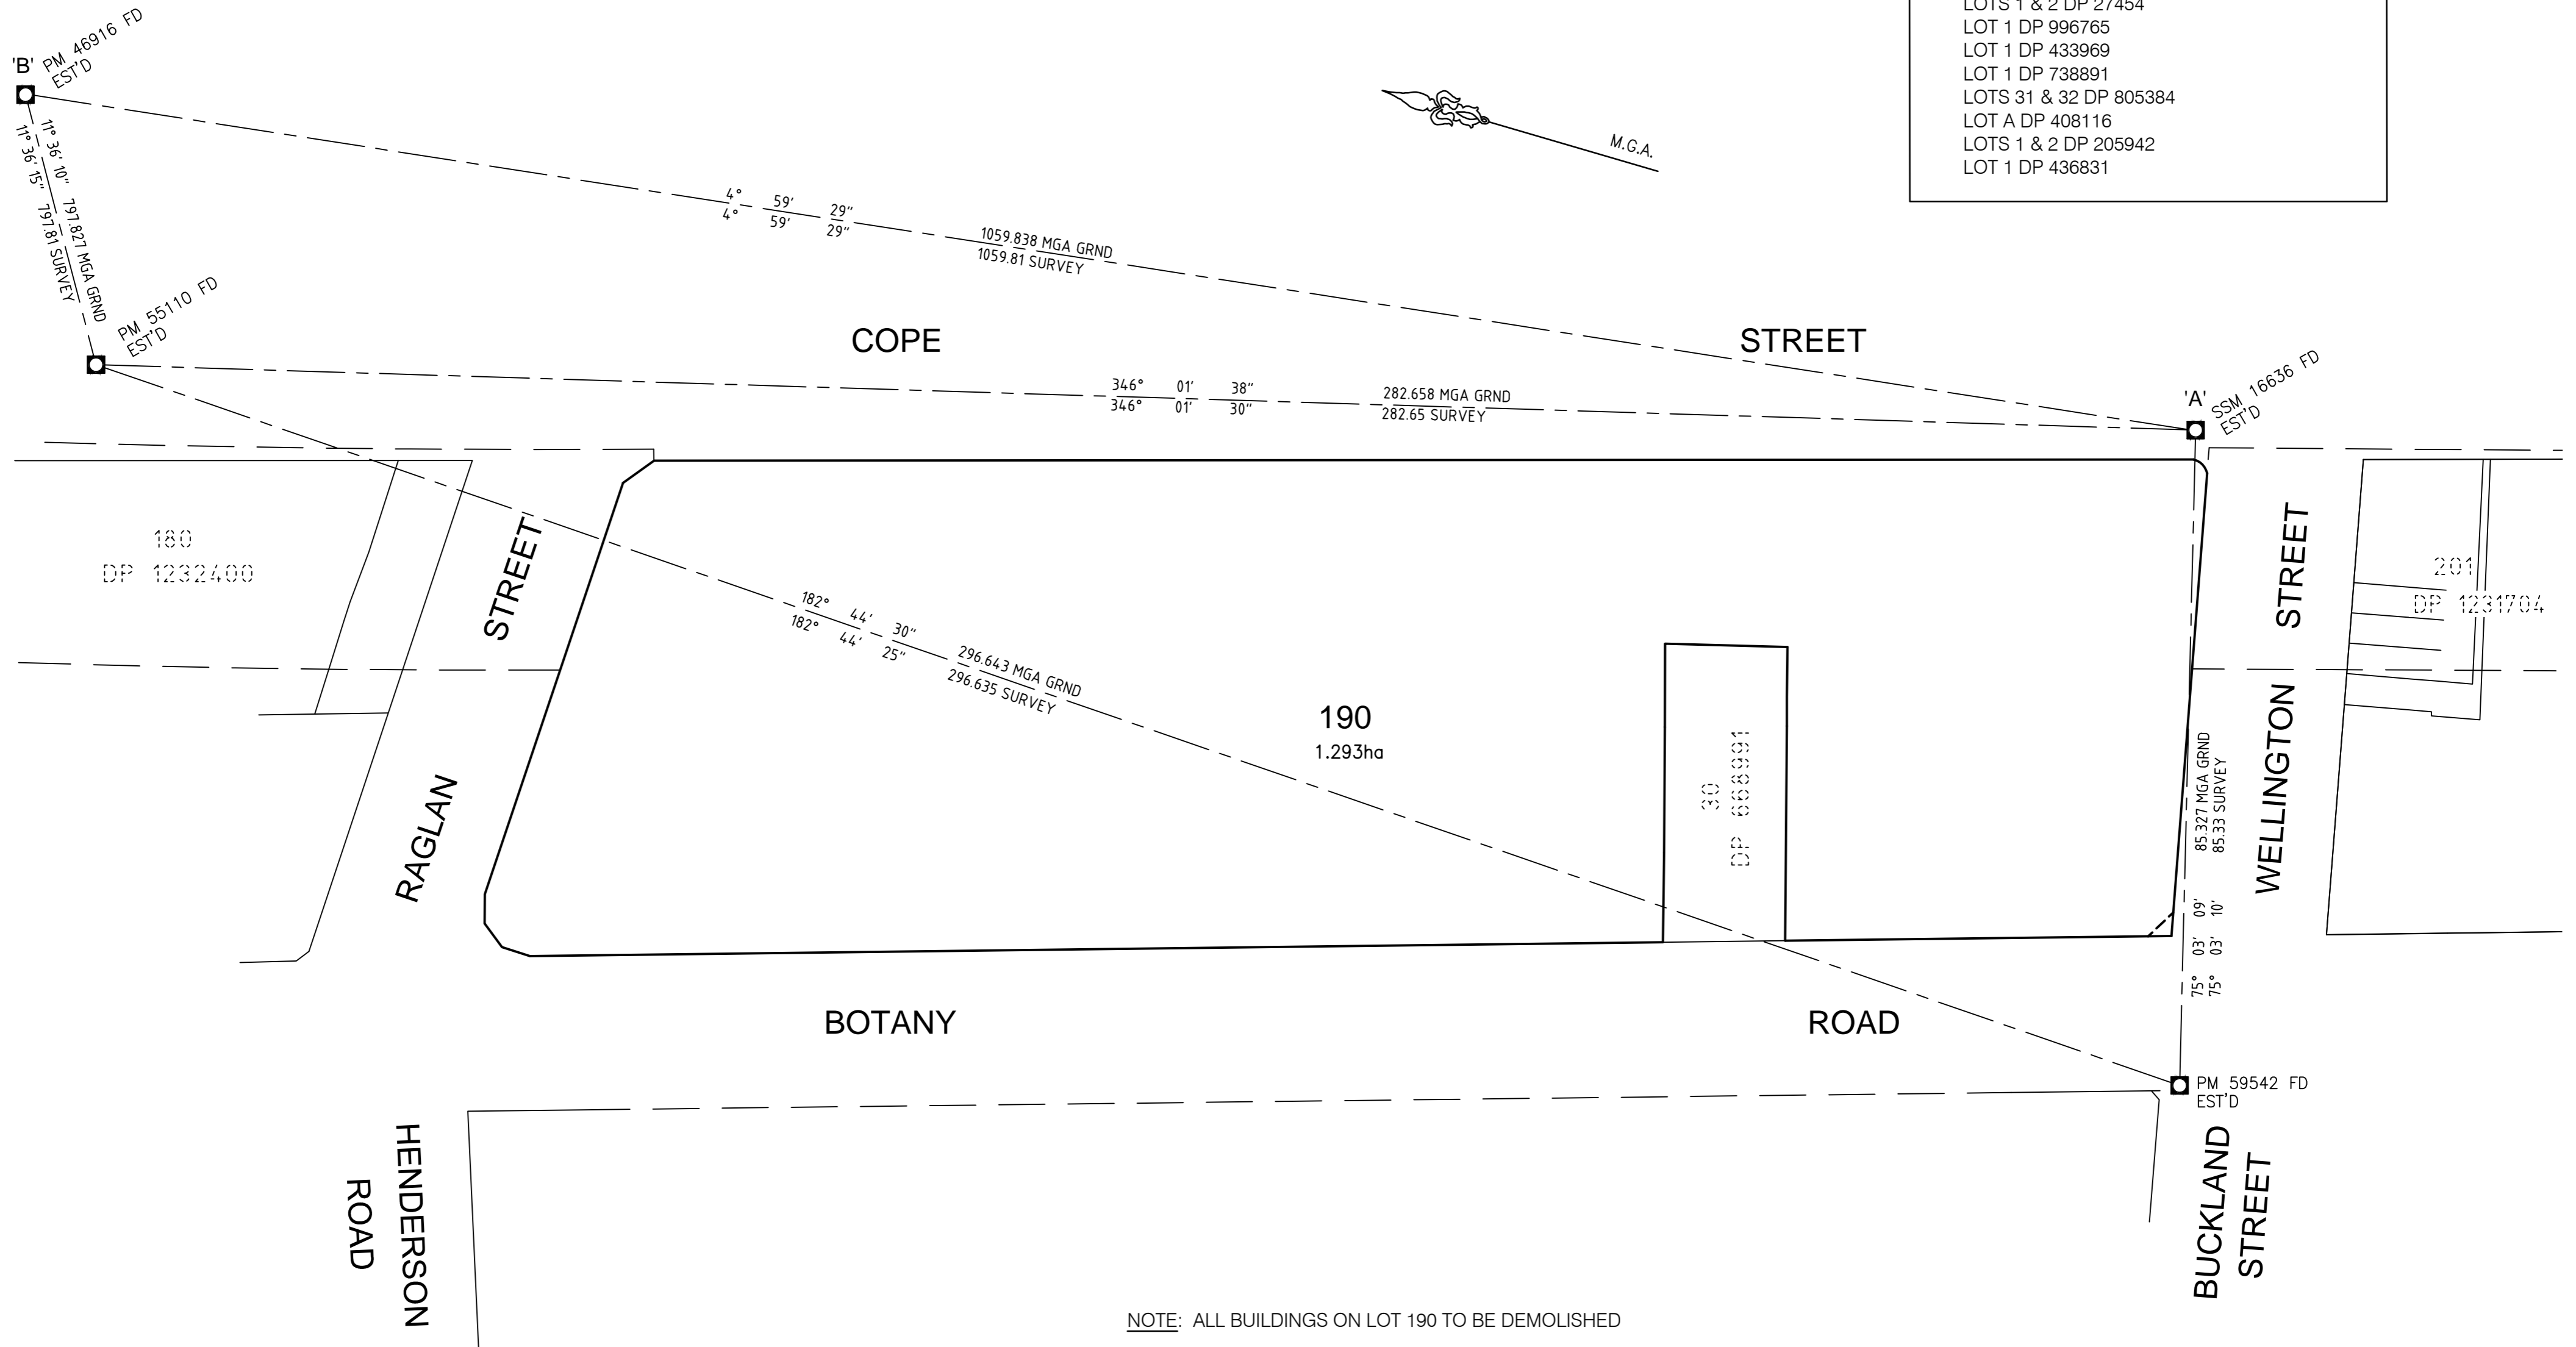 LOTS 1 & 2 DP 27454
LOT 1 DP 996765
LOT 1 DP 433969
LOT 1 DP 738891
LOTS 31 & 32 DP 805384
LOT A DP 408116
LOTS 1 & 2 DP 205942
LOT 1 DP 436831
'B'
PM 46916 FD
EST'D
M.G.A.
11° 36' 10" 797.827 MGA GRND
11° 36' 15" 797.81 SURVEY
4° 59' 29"
4° 59' 29"
1059.838 MGA GRND
1059.81 SURVEY
PM 55110 FD
EST'D
COPE STREET
346° 01' 38" 282.658 MGA GRND
346° 01' 30" 282.65 SURVEY
'A'
SSM 16636 FD
EST'D
180
DP 1232400
RAGLAN STREET
182° 44' 30" 296.643 MGA GRND
182° 44' 25" 296.635 SURVEY
190
1.293ha
30
WELLINGTON STREET
201
DP 1231704
75° 03' 09' 85.327 MGA GRND
75° 03' 10' 85.33 SURVEY
BOTANY ROAD
PM 59542 FD
EST'D
HENDERSON
ROAD
BUCKLAND
STREET
NOTE: ALL BUILDINGS ON LOT 190 TO BE DEMOLISHED